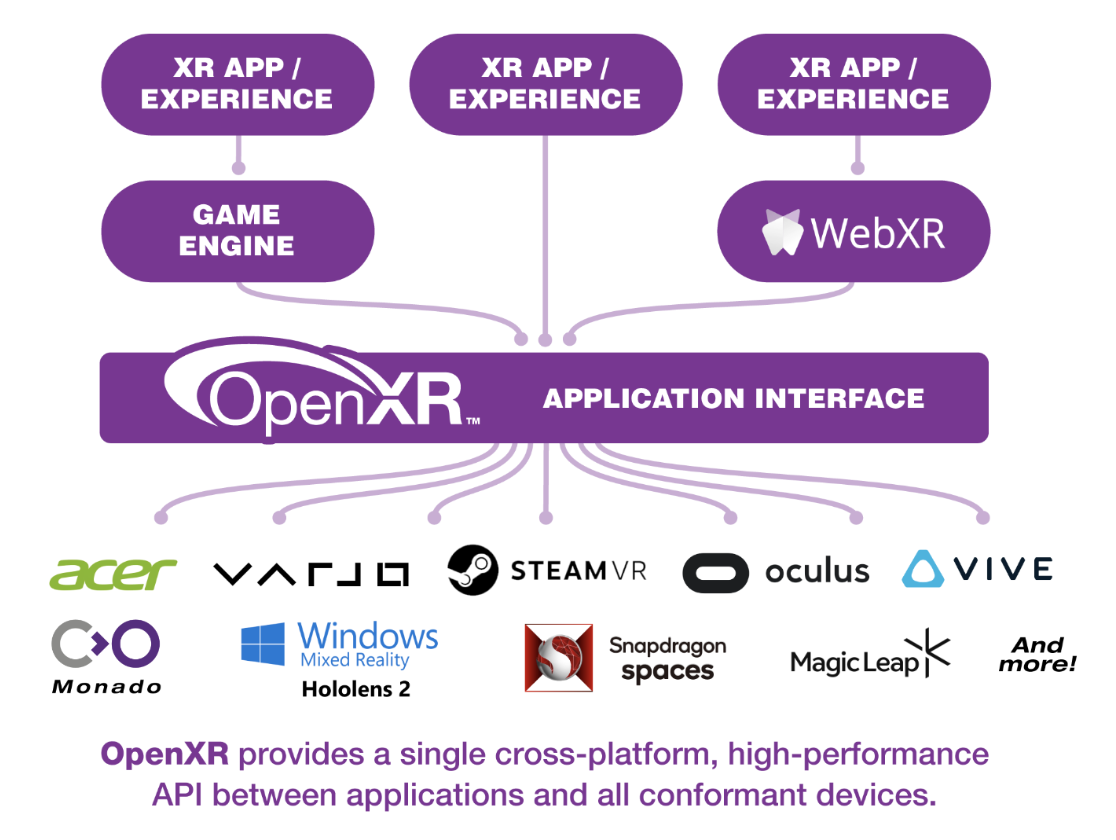 XR APP /
EXPERIENCE
XR APP /
EXPERIENCE
XR APP /
EXPERIENCE
GAME
ENGINE
WebXR
OpenXR™ APPLICATION INTERFACE
acer
VARJO
STEAMVR
oculus
VIVE
Monado
Windows
Mixed Reality
Hololens 2
Snapdragon
spaces
Magic Leap
And
more!
OpenXR provides a single cross-platform, high-performance
API between applications and all conformant devices.